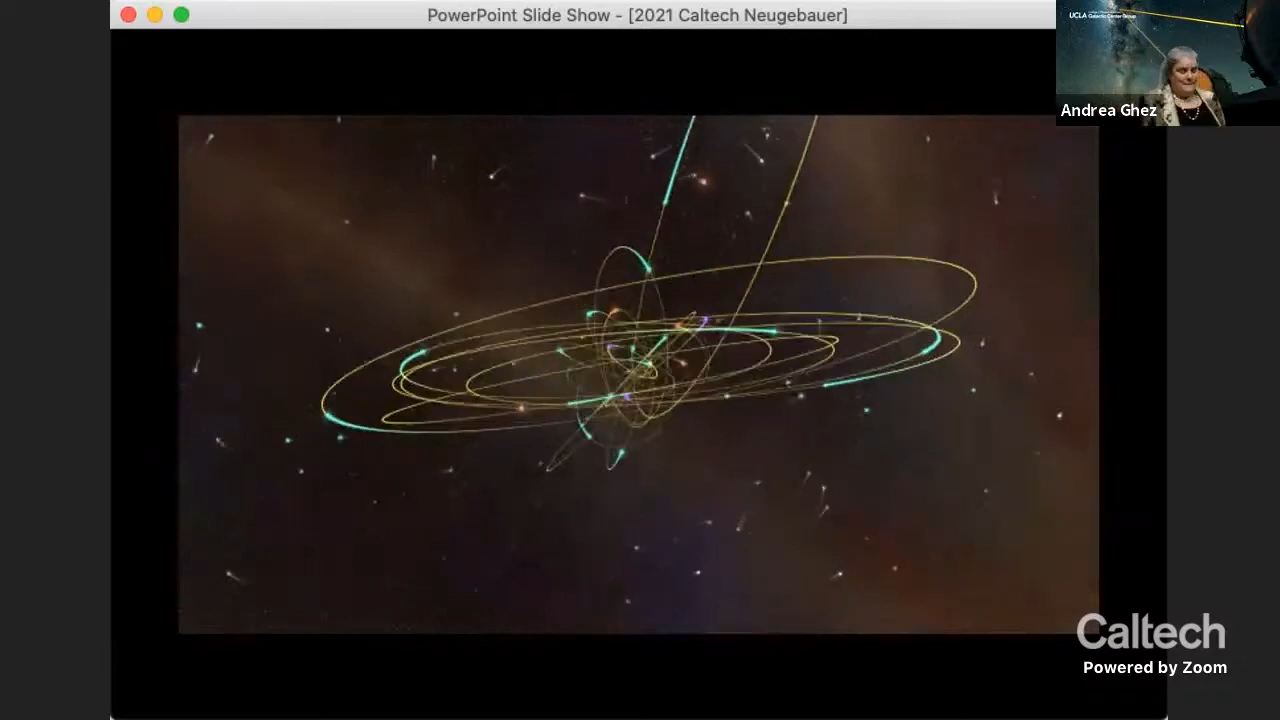 PowerPoint Slide Show - [2021 Caltech Neugebauer]
UCLA
Galactic Center Group
Andrea Ghez
Caltech
Powered by Zoom